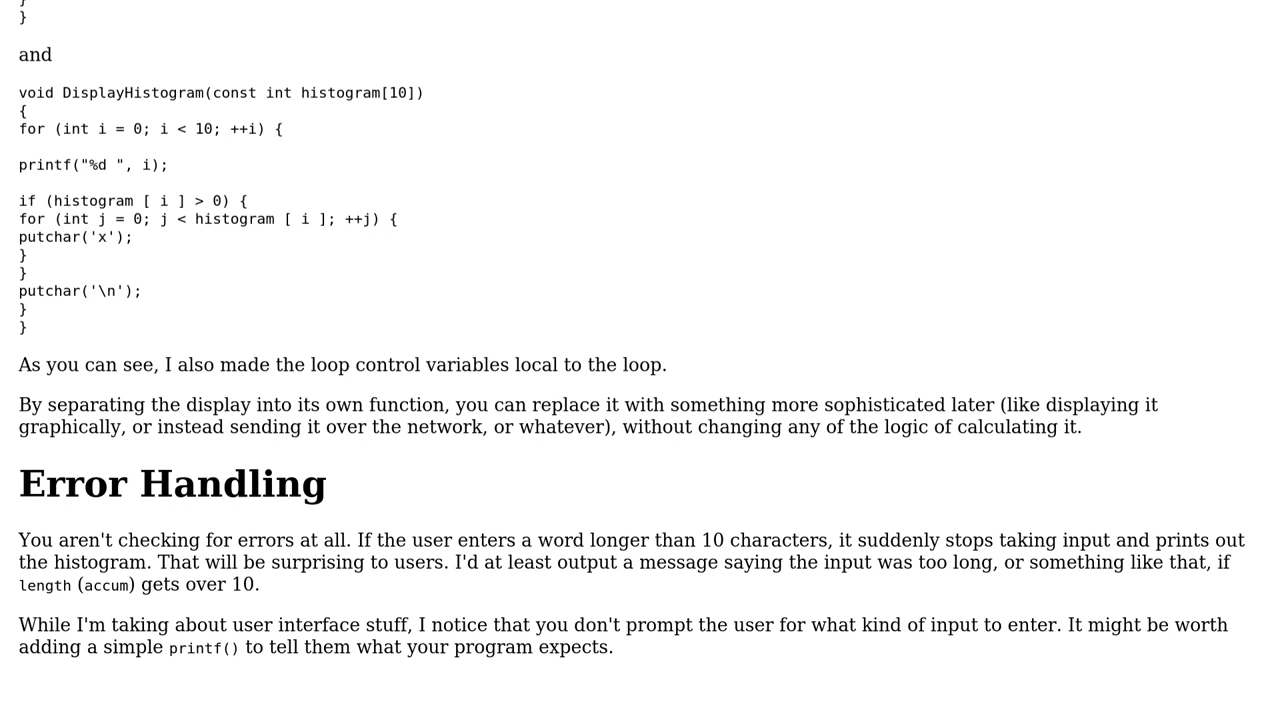 }
}
and
void DisplayHistogram(const int histogram[10])
{
for (int i = 0; i < 10; ++i) {
printf("%d ", i);
if (histogram [ i ] > 0) {
for (int j = 0; j < histogram [ i ]; ++j) {
putchar('x');
}
}
putchar('\n');
}
}
As you can see, I also made the loop control variables local to the loop.
By separating the display into its own function, you can replace it with something more sophisticated later (like displaying it
graphically, or instead sending it over the network, or whatever), without changing any of the logic of calculating it.
Error Handling
You aren't checking for errors at all. If the user enters a word longer than 10 characters, it suddenly stops taking input and prints out
the histogram. That will be surprising to users. I'd at least output a message saying the input was too long, or something like that, if
length (accum) gets over 10.
While I'm taking about user interface stuff, I notice that you don't prompt the user for what kind of input to enter. It might be worth
adding a simple printf() to tell them what your program expects.